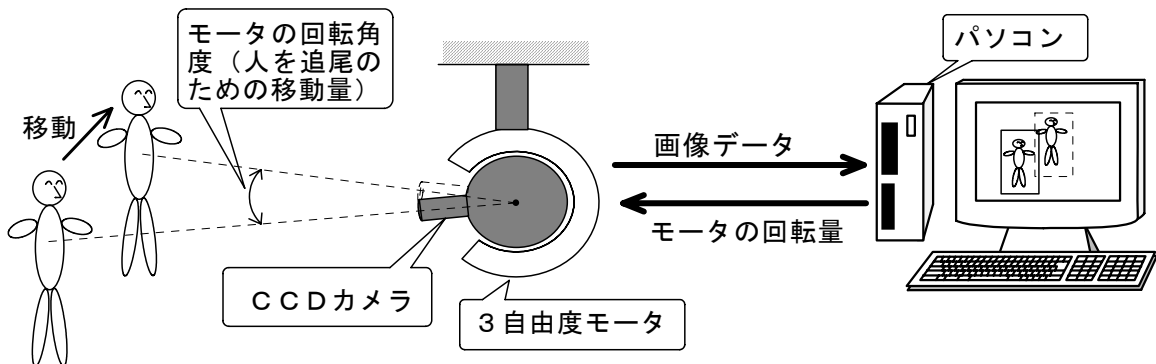 モータの回転角
度（人を追尾の
ための移動量）
移動
パソコン
画像データ
モータの回転量
ＣＣＤカメラ
３自由度モータ